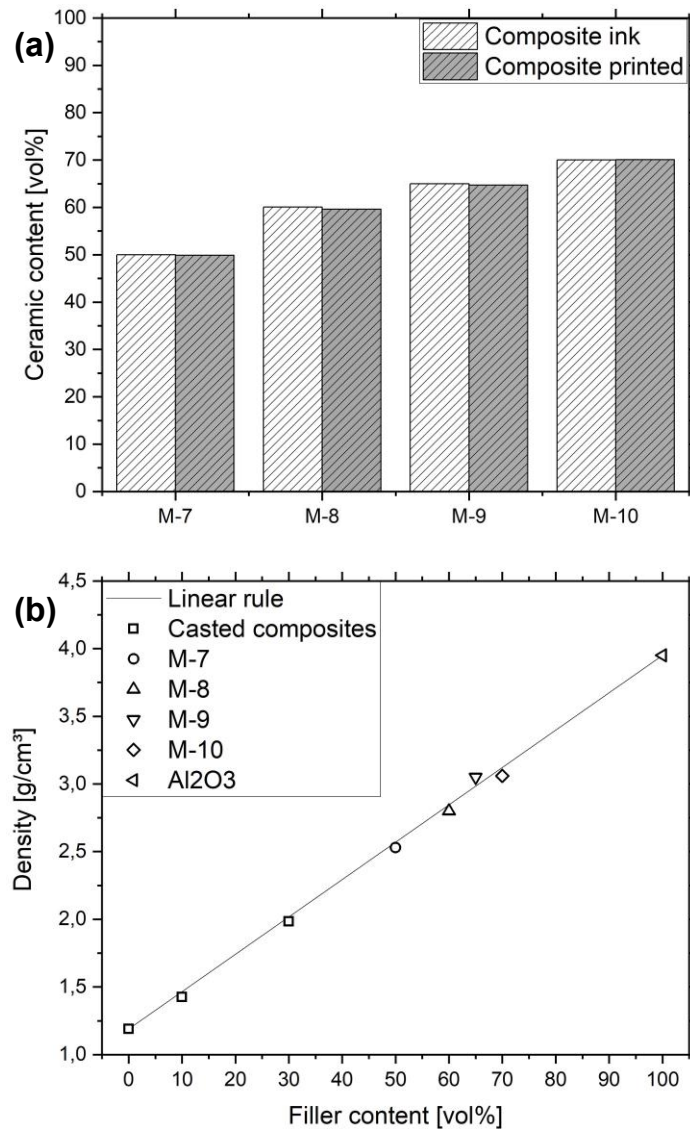 (a)
Composite ink
Composite printed
Ceramic content [vol%]
100
90
80
70
60
50
40
30
20
10
0
M-7 M-8 M-9 M-10
(b)
Linear rule
Casted composites
M-7
M-8
M-9
M-10
Al2O3
Density [g/cm³]
4,5
4,0
3,5
3,0
2,5
2,0
1,5
1,0
0 10 20 30 40 50 60 70 80 90 100
Filler content [vol%]